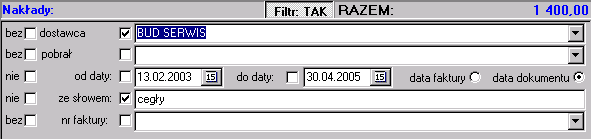 Nakłady: Filtr: TAK RAZEM: 1 400,00
bez dostawca BUD SERWIS
bez pobrał
nie od daty: 13.02.2003 15 do daty: 30.04.2005 15 data faktury data dokumentu
nie ze słowem: cegły
bez nr faktury: